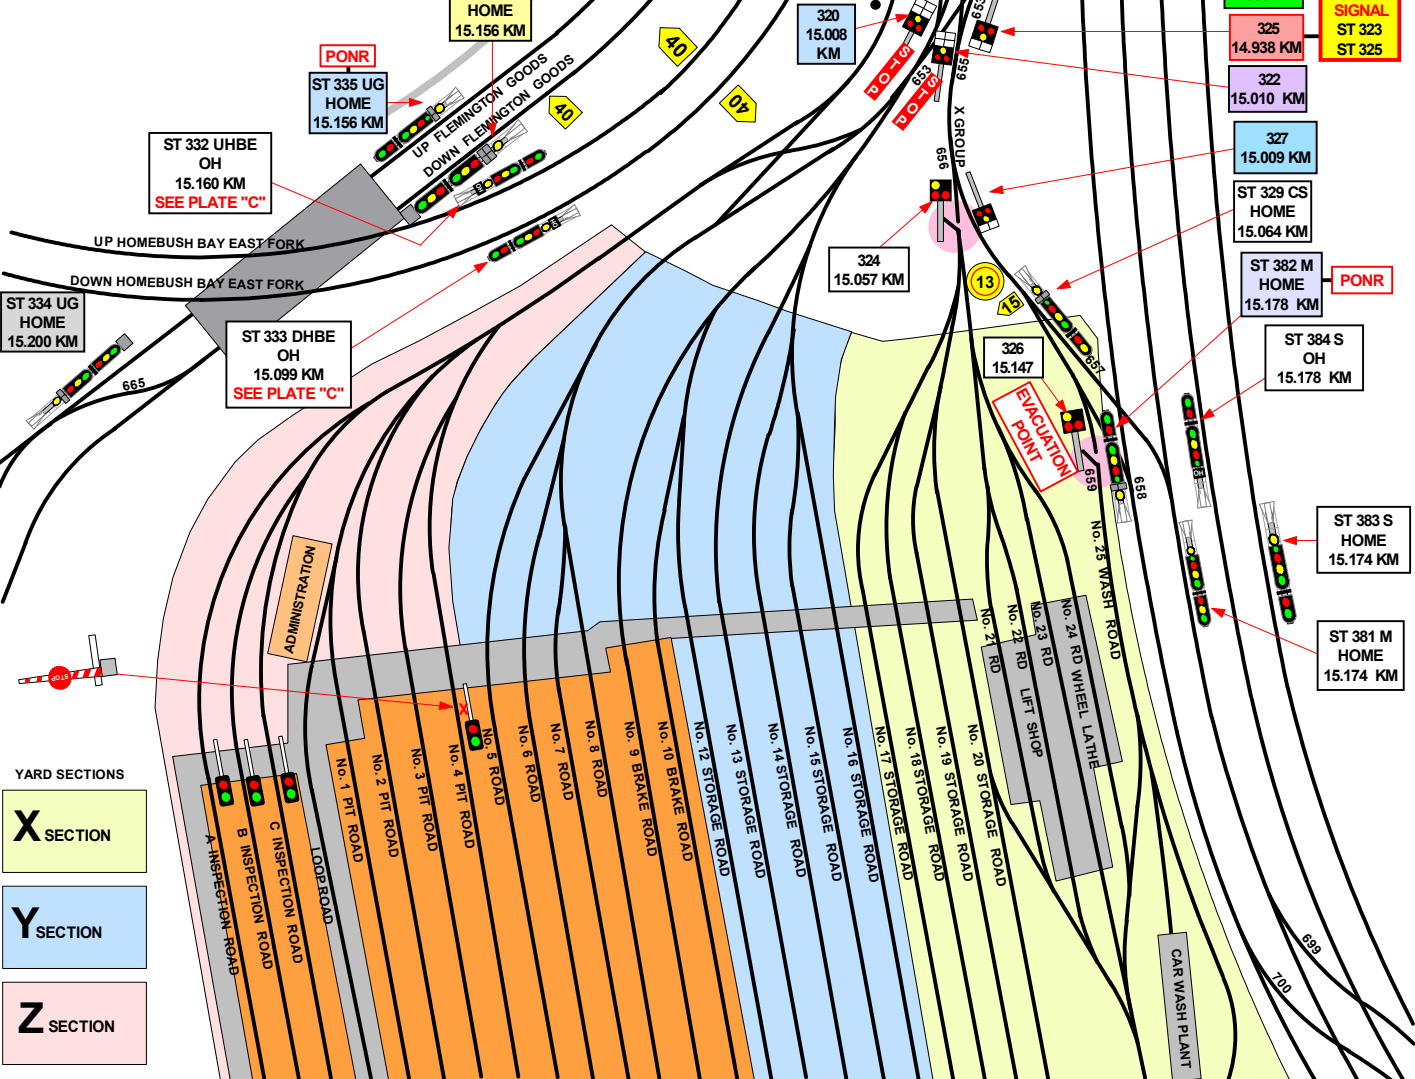 HOME
15.156 KM
320
15.008
KM
325
14.938 KM
SIGNAL
ST 323
ST 325
322
15.010 KM
327
15.009 KM
PONR
ST 335 UG
HOME
15.156 KM
40
40
40
STOP
STOP
653
653
655
X GROUP
656
UP FLEMINGTON GOODS
DOWN FLEMINGTON GOODS
ST 332 UHBE
OH
15.160 KM
SEE PLATE "C"
OH
OH
ST 329 CS
HOME
15.064 KM
UP HOMEBUSH BAY EAST FORK
DOWN HOMEBUSH BAY EAST FORK
324
15.057 KM
13
15
ST 382 M
HOME
15.178 KM
PONR
ST 334 UG
HOME
15.200 KM
ST 333 DHBE
OH
15.099 KM
SEE PLATE "C"
665
326
15.147
657
ST 384 S
OH
15.178 KM
EVACUATION
POINT
659
658
OH
ST 383 S
HOME
15.174 KM
ST 381 M
HOME
15.174 KM
ADMINISTRATION
STOP
X
No. 25 WASH ROAD
No. 21 RD
No. 22 RD
No. 23 RD
No. 24 RD WHEEL LATHE
LIFT SHOP
A INSPECTION ROAD
B INSPECTION ROAD
C INSPECTION ROAD
LOOP ROAD
No. 1 PIT ROAD
No. 2 PIT ROAD
No. 3 PIT ROAD
No. 4 PIT ROAD
No. 5 ROAD
No. 6 ROAD
No. 7 ROAD
No. 8 ROAD
No. 9 BRAKE ROAD
No. 10 BRAKE ROAD
No. 12 STORAGE ROAD
No. 13 STORAGE ROAD
No. 14 STORAGE ROAD
No. 15 STORAGE ROAD
No. 16 STORAGE ROAD
No. 17 STORAGE ROAD
No. 18 STORAGE ROAD
No. 19 STORAGE ROAD
No. 20 STORAGE ROAD
CAR WASH PLANT
699
700
YARD SECTIONS
X SECTION
Y SECTION
Z SECTION